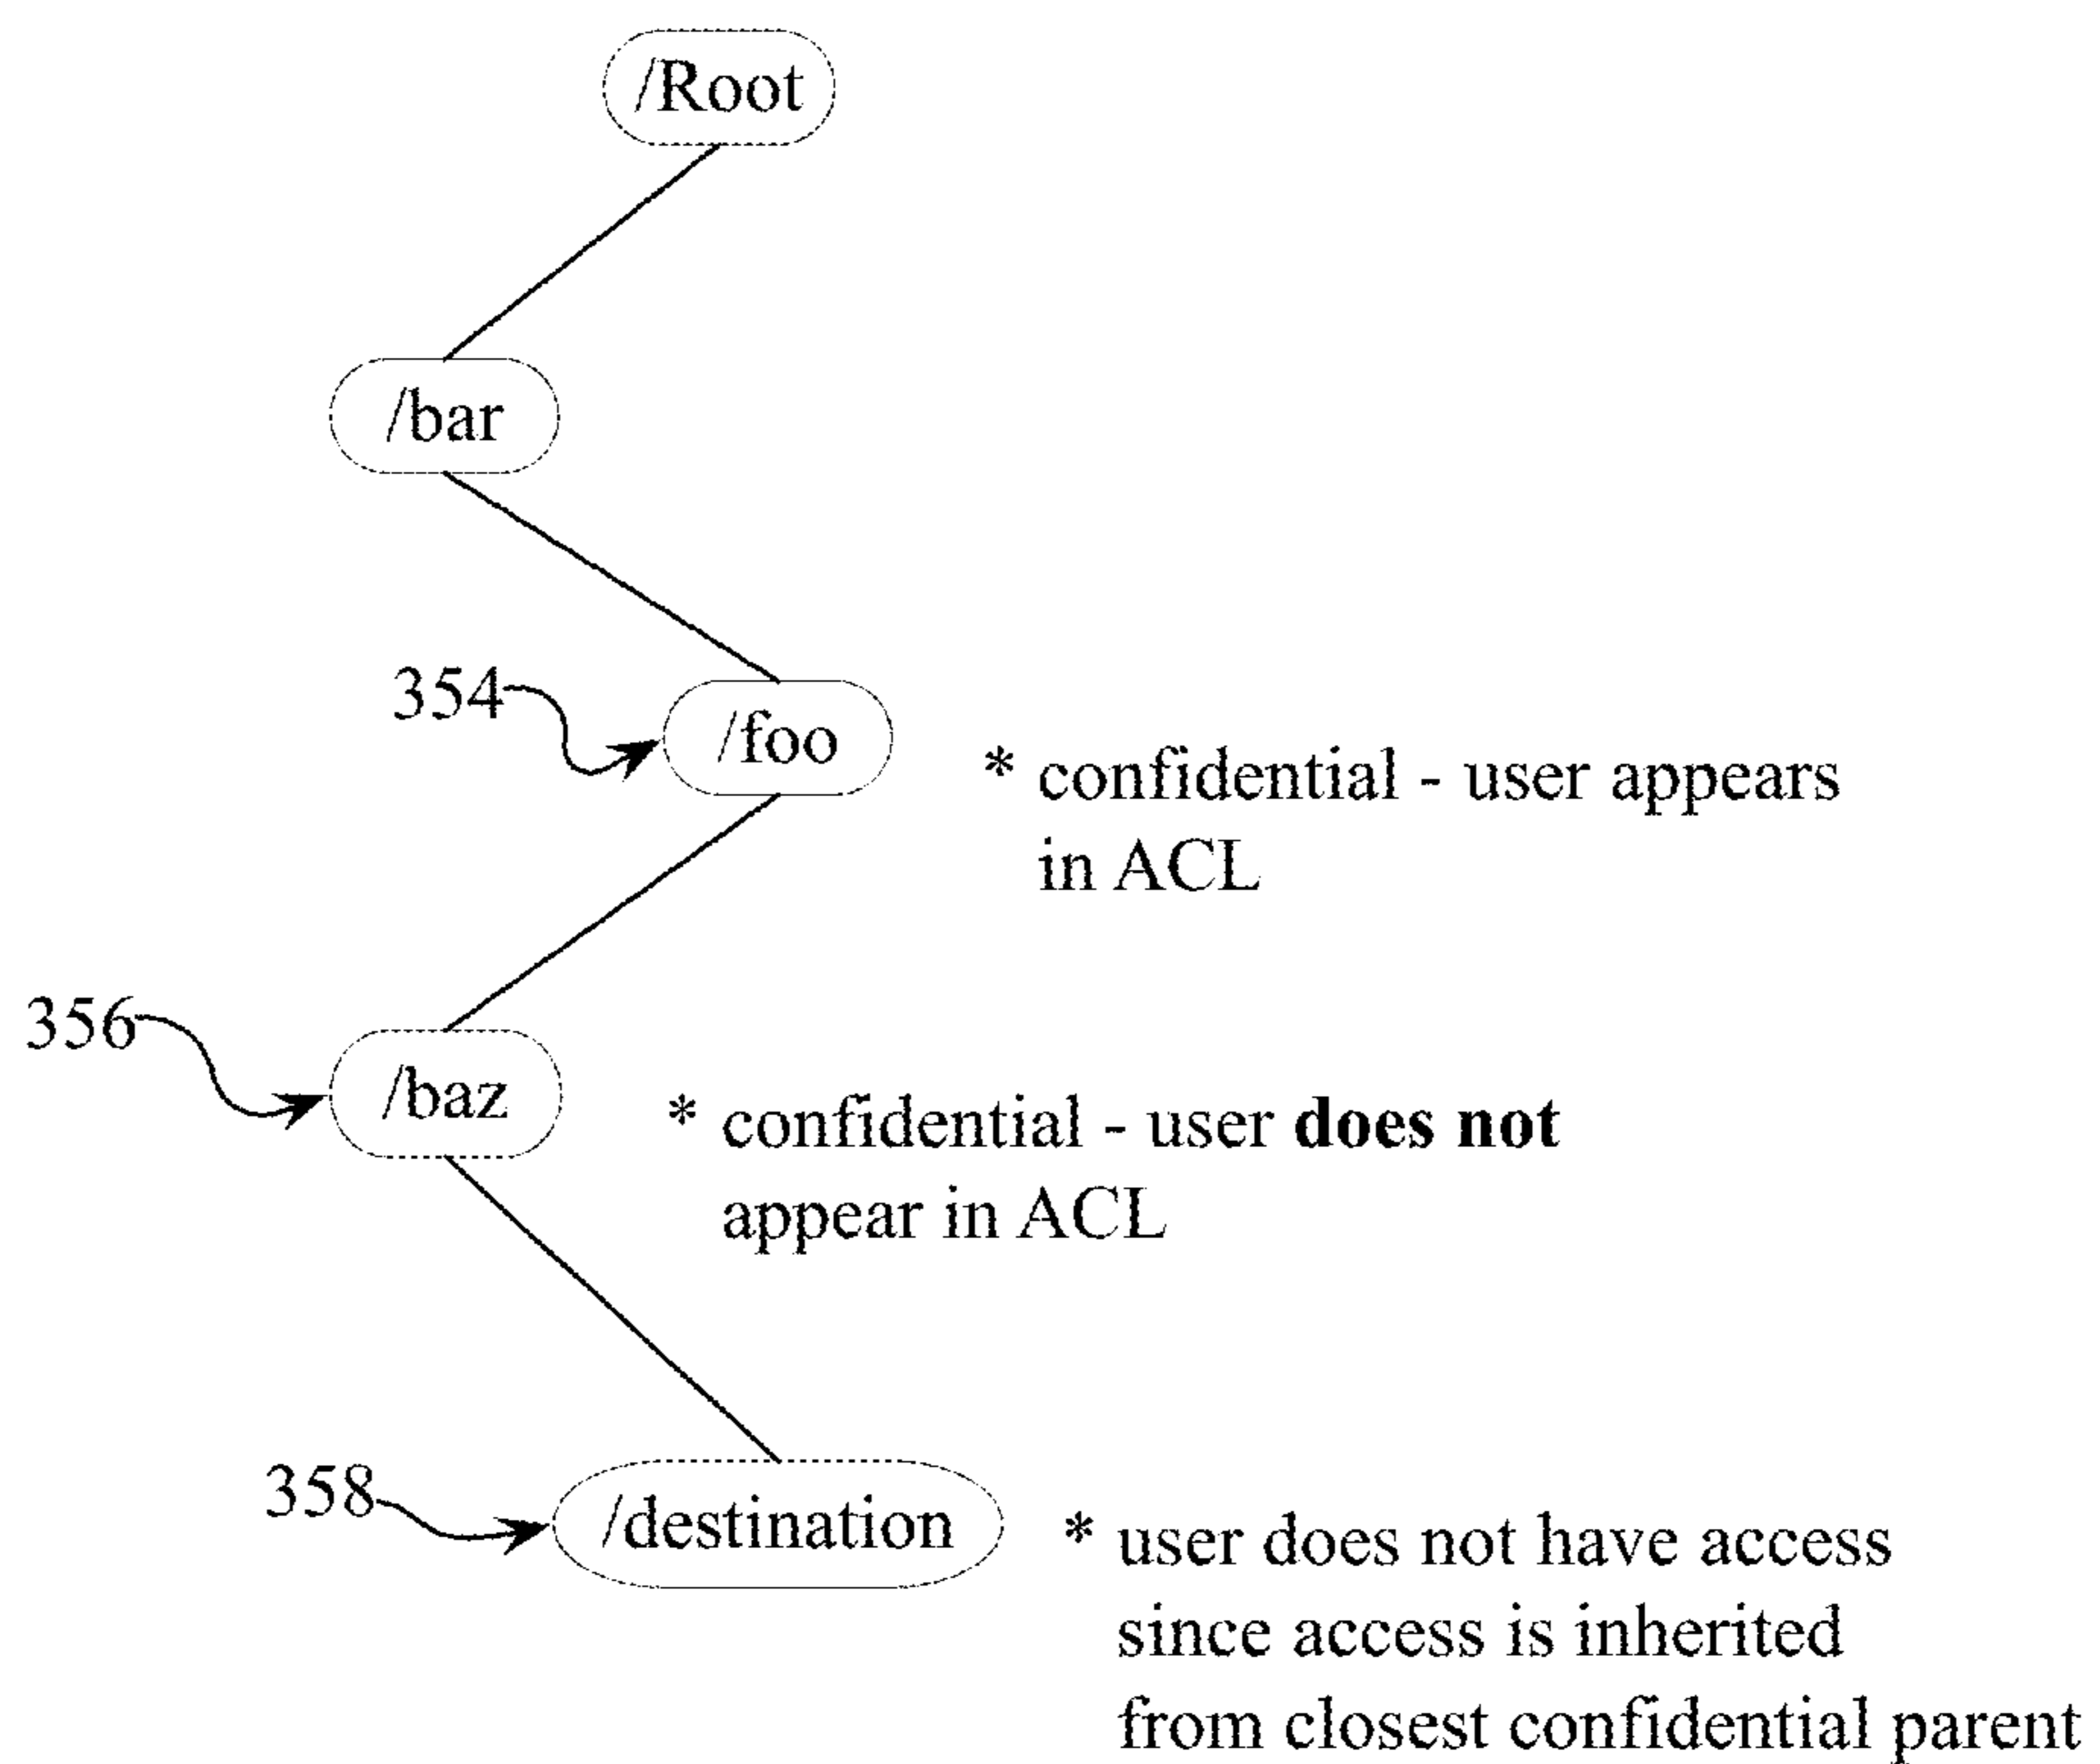 /Root
/bar
354
/foo
* confidential - user appears
in ACL
356
/baz
* confidential - user does not
appear in ACL
358
/destination
* user does not have access
since access is inherited
from closest confidential parent